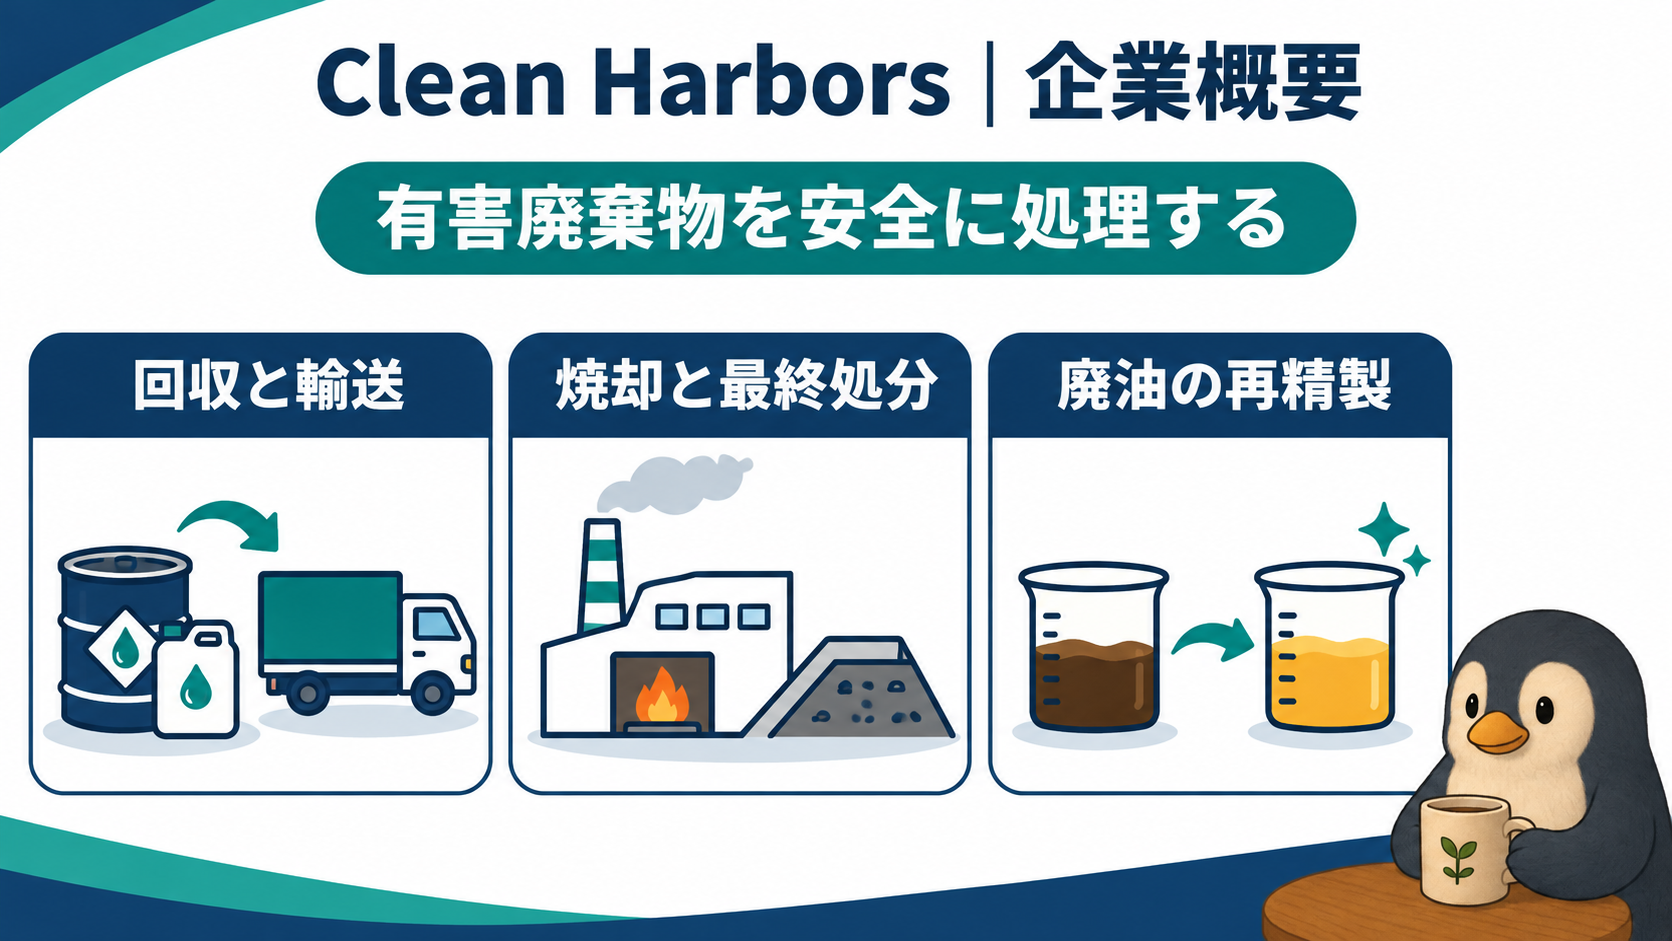 Clean Harbors｜企業概要
有害廃棄物を安全に処理する
回収と輸送
焼却と最終処分
廃油の再精製